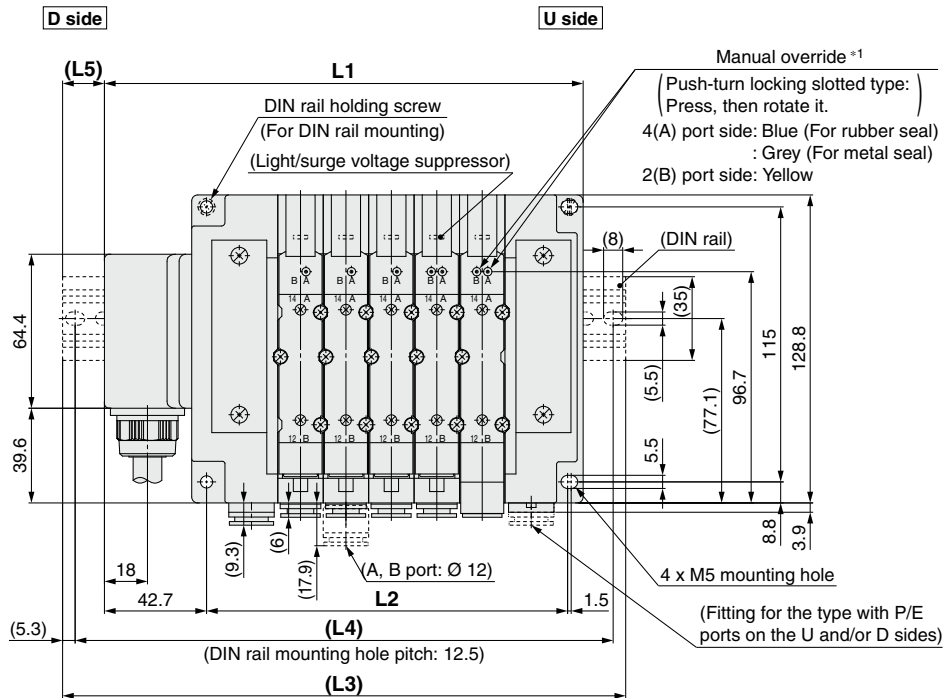 D side
U side
(L5)
L1
Manual override *1
(Push-turn locking slotted type:
Press, then rotate it.)
DIN rail holding screw
(For DIN rail mounting)
(Light/surge voltage suppressor)
4(A) port side: Blue (For rubber seal)
: Grey (For metal seal)
2(B) port side: Yellow
(8)
(DIN rail)
B A
B A
B A
B A
B A
14 A
14 A
14 A
14 A
14 A
(35)
64.4
(5.5)
(77.1)
96.7
115
128.8
12 B
12 B
12 B
12 B
12 B
39.6
5.5
8.8
3.9
(9.3)
(6)
(17.9)
(A, B port: Ø 12)
4 x M5 mounting hole
18
42.7
L2
1.5
(Fitting for the type with P/E
ports on the U and/or D sides)
(5.3)
(L4)
(DIN rail mounting hole pitch: 12.5)
(L3)